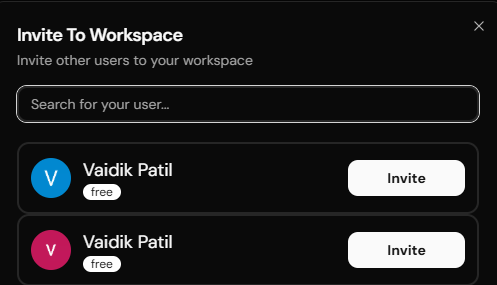 Invite To Workspace
Invite other users to your workspace
Search for your user...
V
Vaidik Patil
free
Invite
V
Vaidik Patil
free
Invite